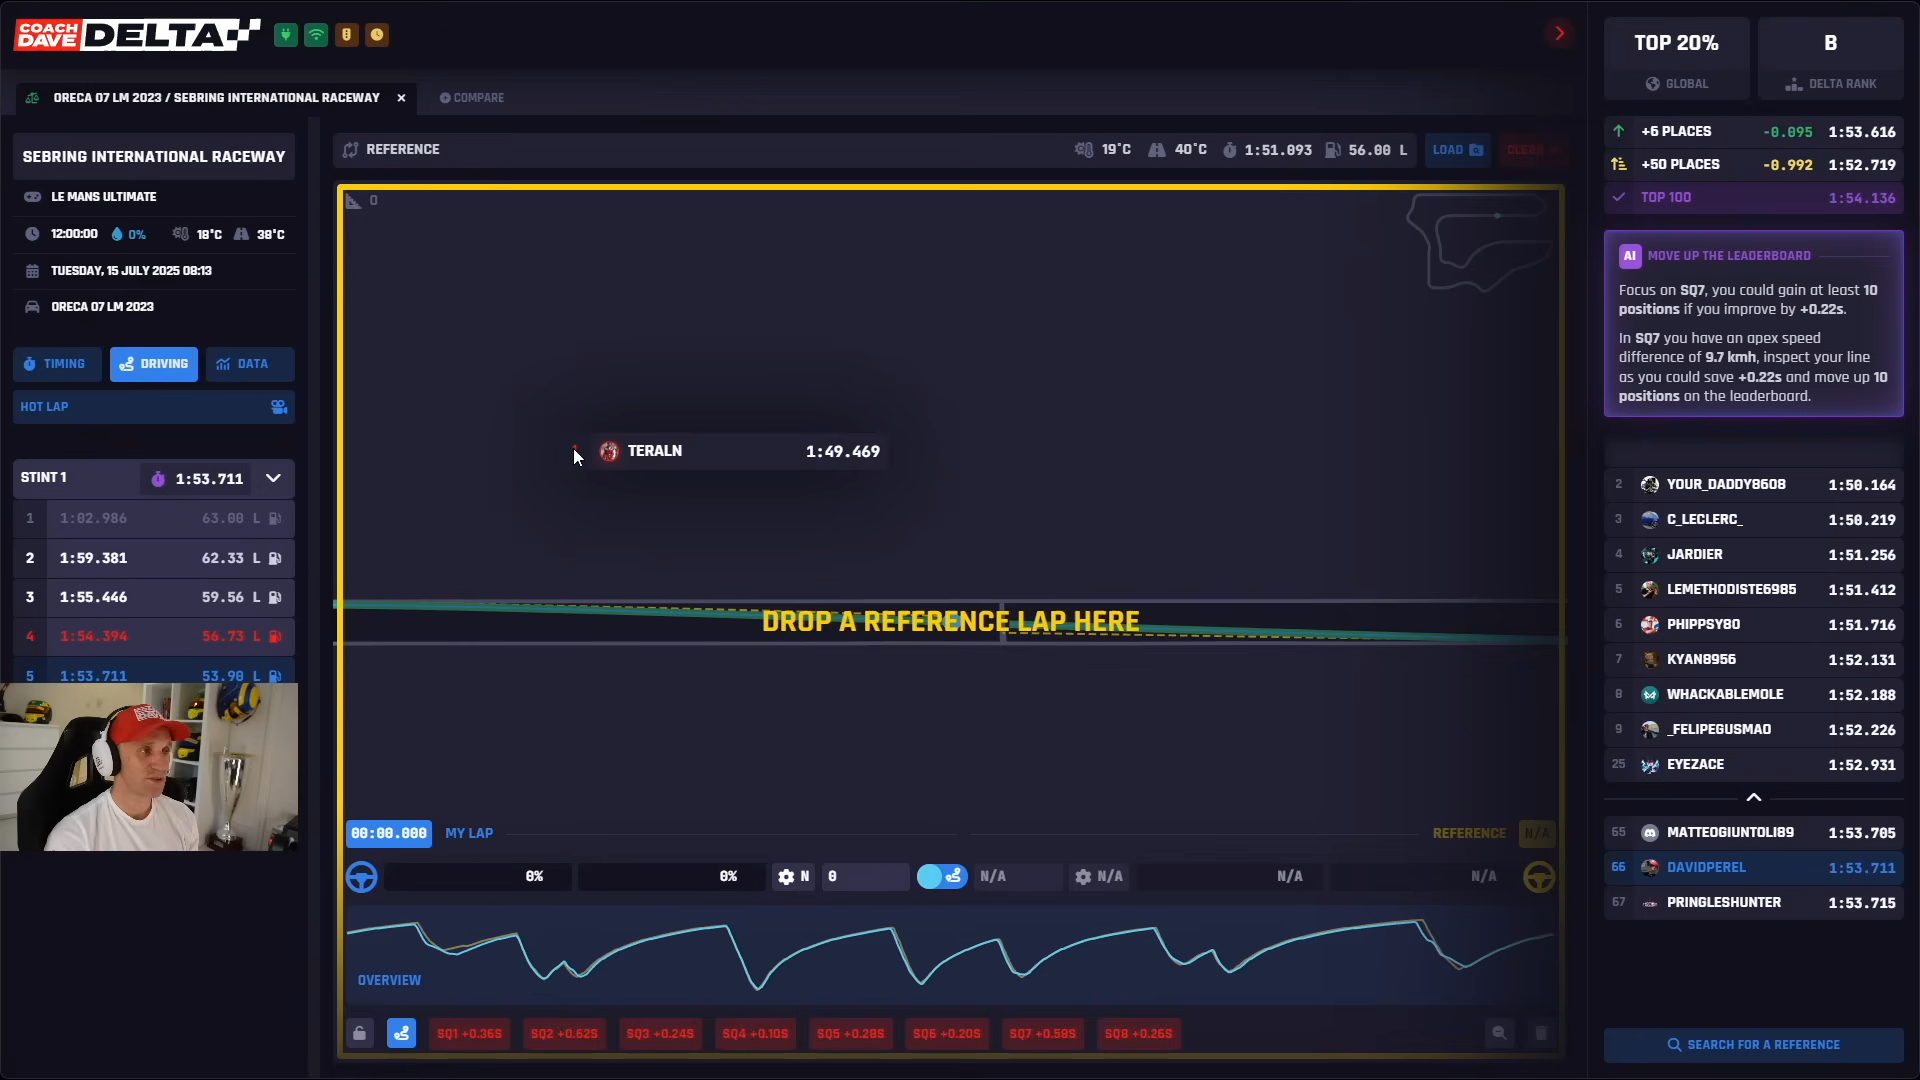 COACH DAVE DELTA
ORECA 07 LM 2023 / SEBRING INTERNATIONAL RACEWAY ×
COMPARE
SEBRING INTERNATIONAL RACEWAY
LE MANS ULTIMATE
12:00:00 0% 18°C 38°C
TUESDAY, 15 JULY 2025 08:13
ORECA 07 LM 2023
TIMING DRIVING DATA
HOT LAP
STINT 1 1:53.711
1 1:02.986 63.00 L
2 1:59.381 62.33 L
3 1:55.446 59.56 L
4 1:54.394 56.73 L
5 1:53.711 53.90 L
REFERENCE 19°C 40°C 1:51.093 56.00 L LOAD CLEAR
0
TERALN 1:49.469
DROP A REFERENCE LAP HERE
00:00.000 MY LAP REFERENCE N/A
0% 0% N 0 N/A N/A N/A N/A
OVERVIEW
SQ1 +0.36S SQ2 +0.62S SQ3 +0.24S SQ4 +0.10S SQ5 +0.28S SQ6 +0.20S SQ7 +0.58S SQ8 +0.26S
TOP 20% B
GLOBAL DELTA RANK
+6 PLACES -0.095 1:53.616
+50 PLACES -0.992 1:52.719
TOP 100 1:54.136
AI MOVE UP THE LEADERBOARD
Focus on SQ7, you could gain at least 10
positions if you improve by +0.22s.
In SQ7 you have an apex speed
difference of 9.7 kmh, inspect your line
as you could save +0.22s and move up 10
positions on the leaderboard.
2 YOUR_DADDY8608 1:50.164
3 C_LECLERC_ 1:50.219
4 JARDIER 1:51.256
5 LEMETHODISTE6985 1:51.412
6 PHIPPSY80 1:51.716
7 KYAN8956 1:52.131
8 WHACKABLEMOLE 1:52.188
9 _FELIPEGUSMAO 1:52.226
25 EYEZACE 1:52.931
65 MATTEOGIUNTOLI89 1:53.705
66 DAVIDPEREL 1:53.711
67 PRINGLESHUNTER 1:53.715
SEARCH FOR A REFERENCE